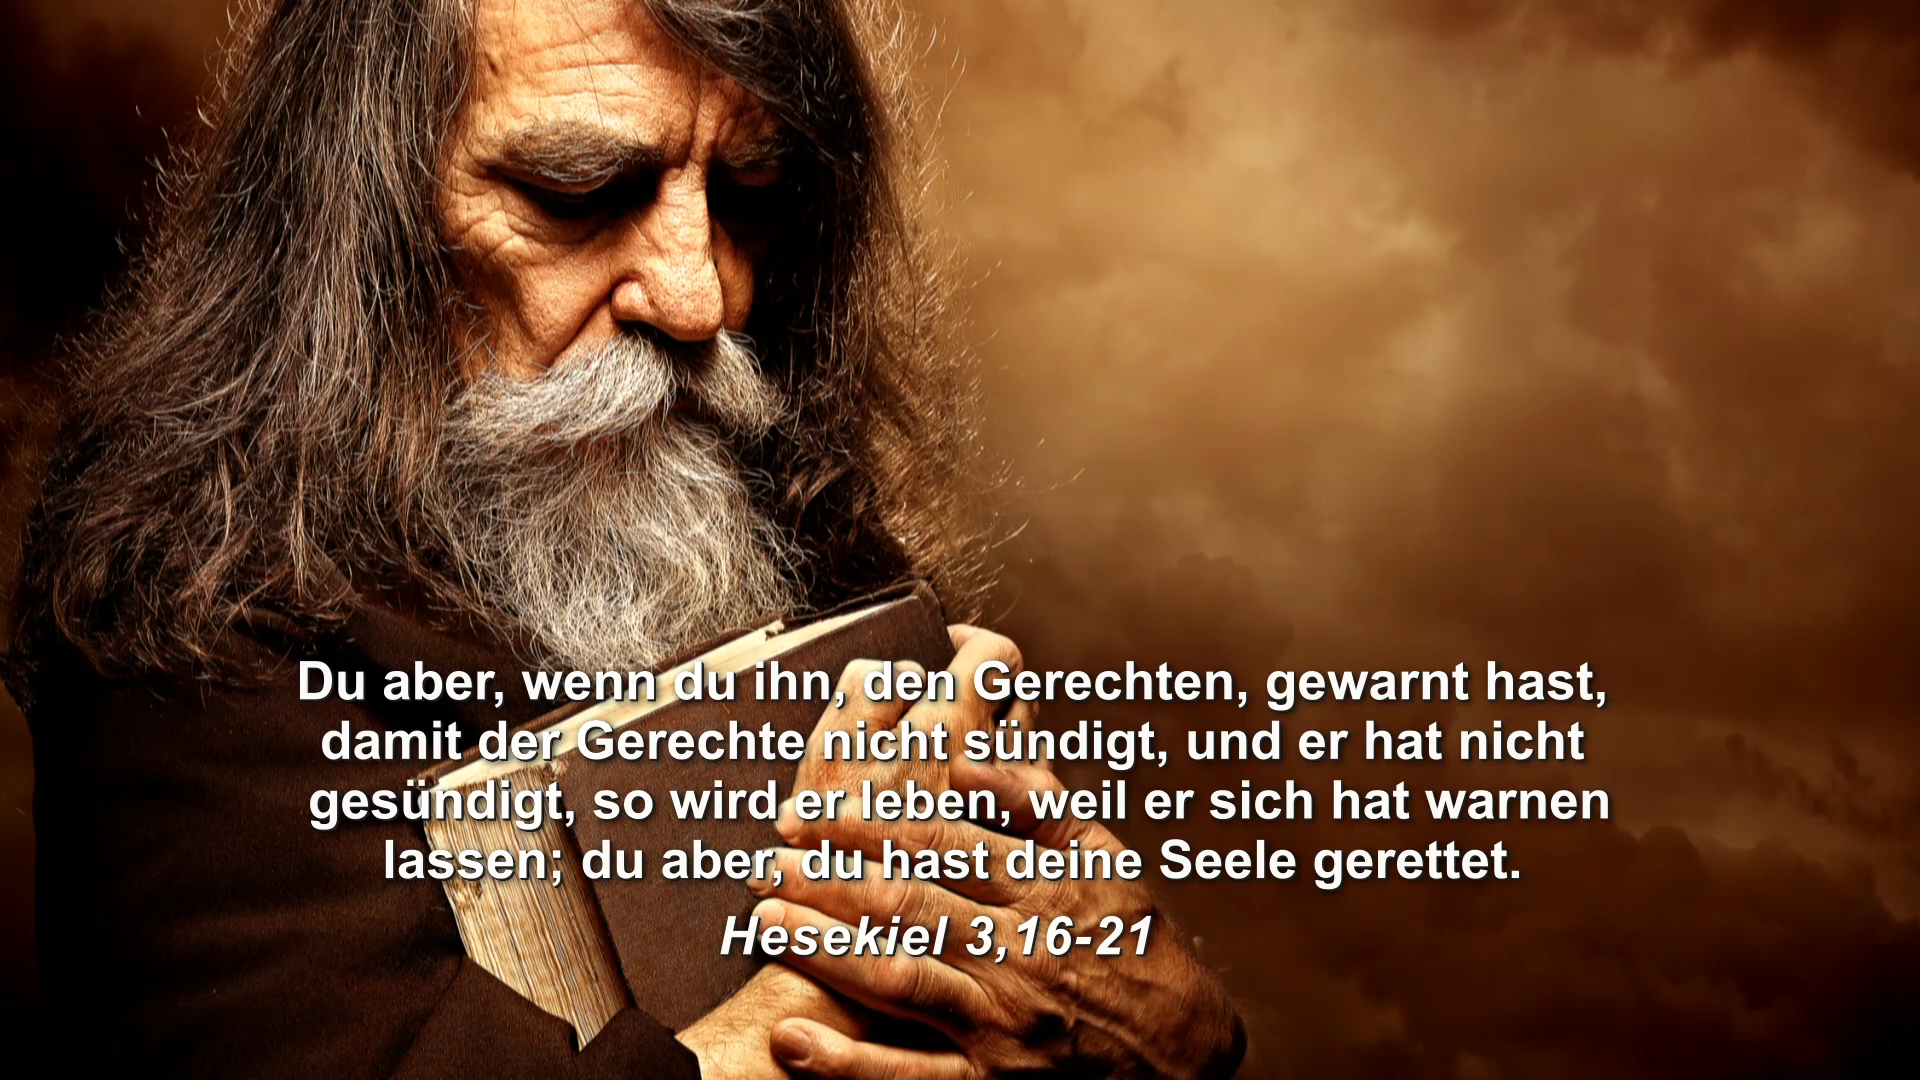 Du aber, wenn du ihn, den Gerechten, gewarnt hast,
damit der Gerechte nicht sündigt, und er hat nicht
gesündigt, so wird er leben, weil er sich hat warnen
lassen; du aber, du hast deine Seele gerettet.
Hesekiel 3,16-21